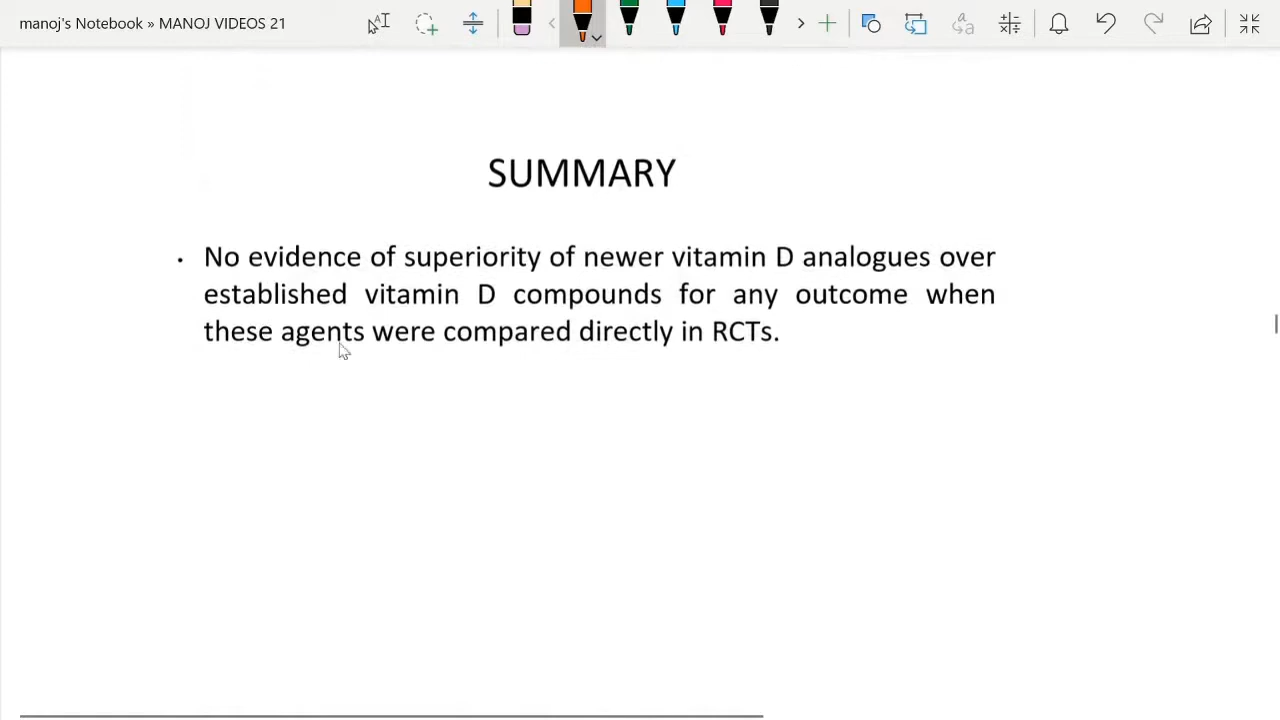 manoj's Notebook » MANOJ VIDEOS 21
SUMMARY
• No evidence of superiority of newer vitamin D analogues over
established vitamin D compounds for any outcome when
these agents were compared directly in RCTs.